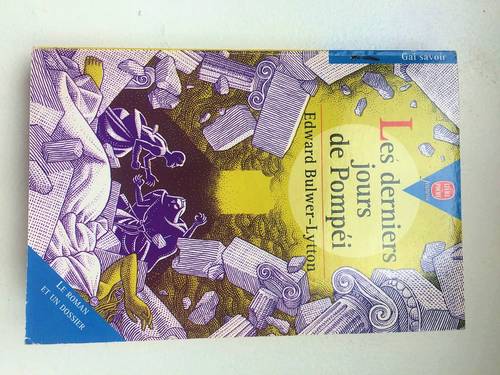 Gai savoir
Les derniers
jours
de Pompéi
Edward Bulwer-Lytton
LE ROMAN
ET UN DOSSIER